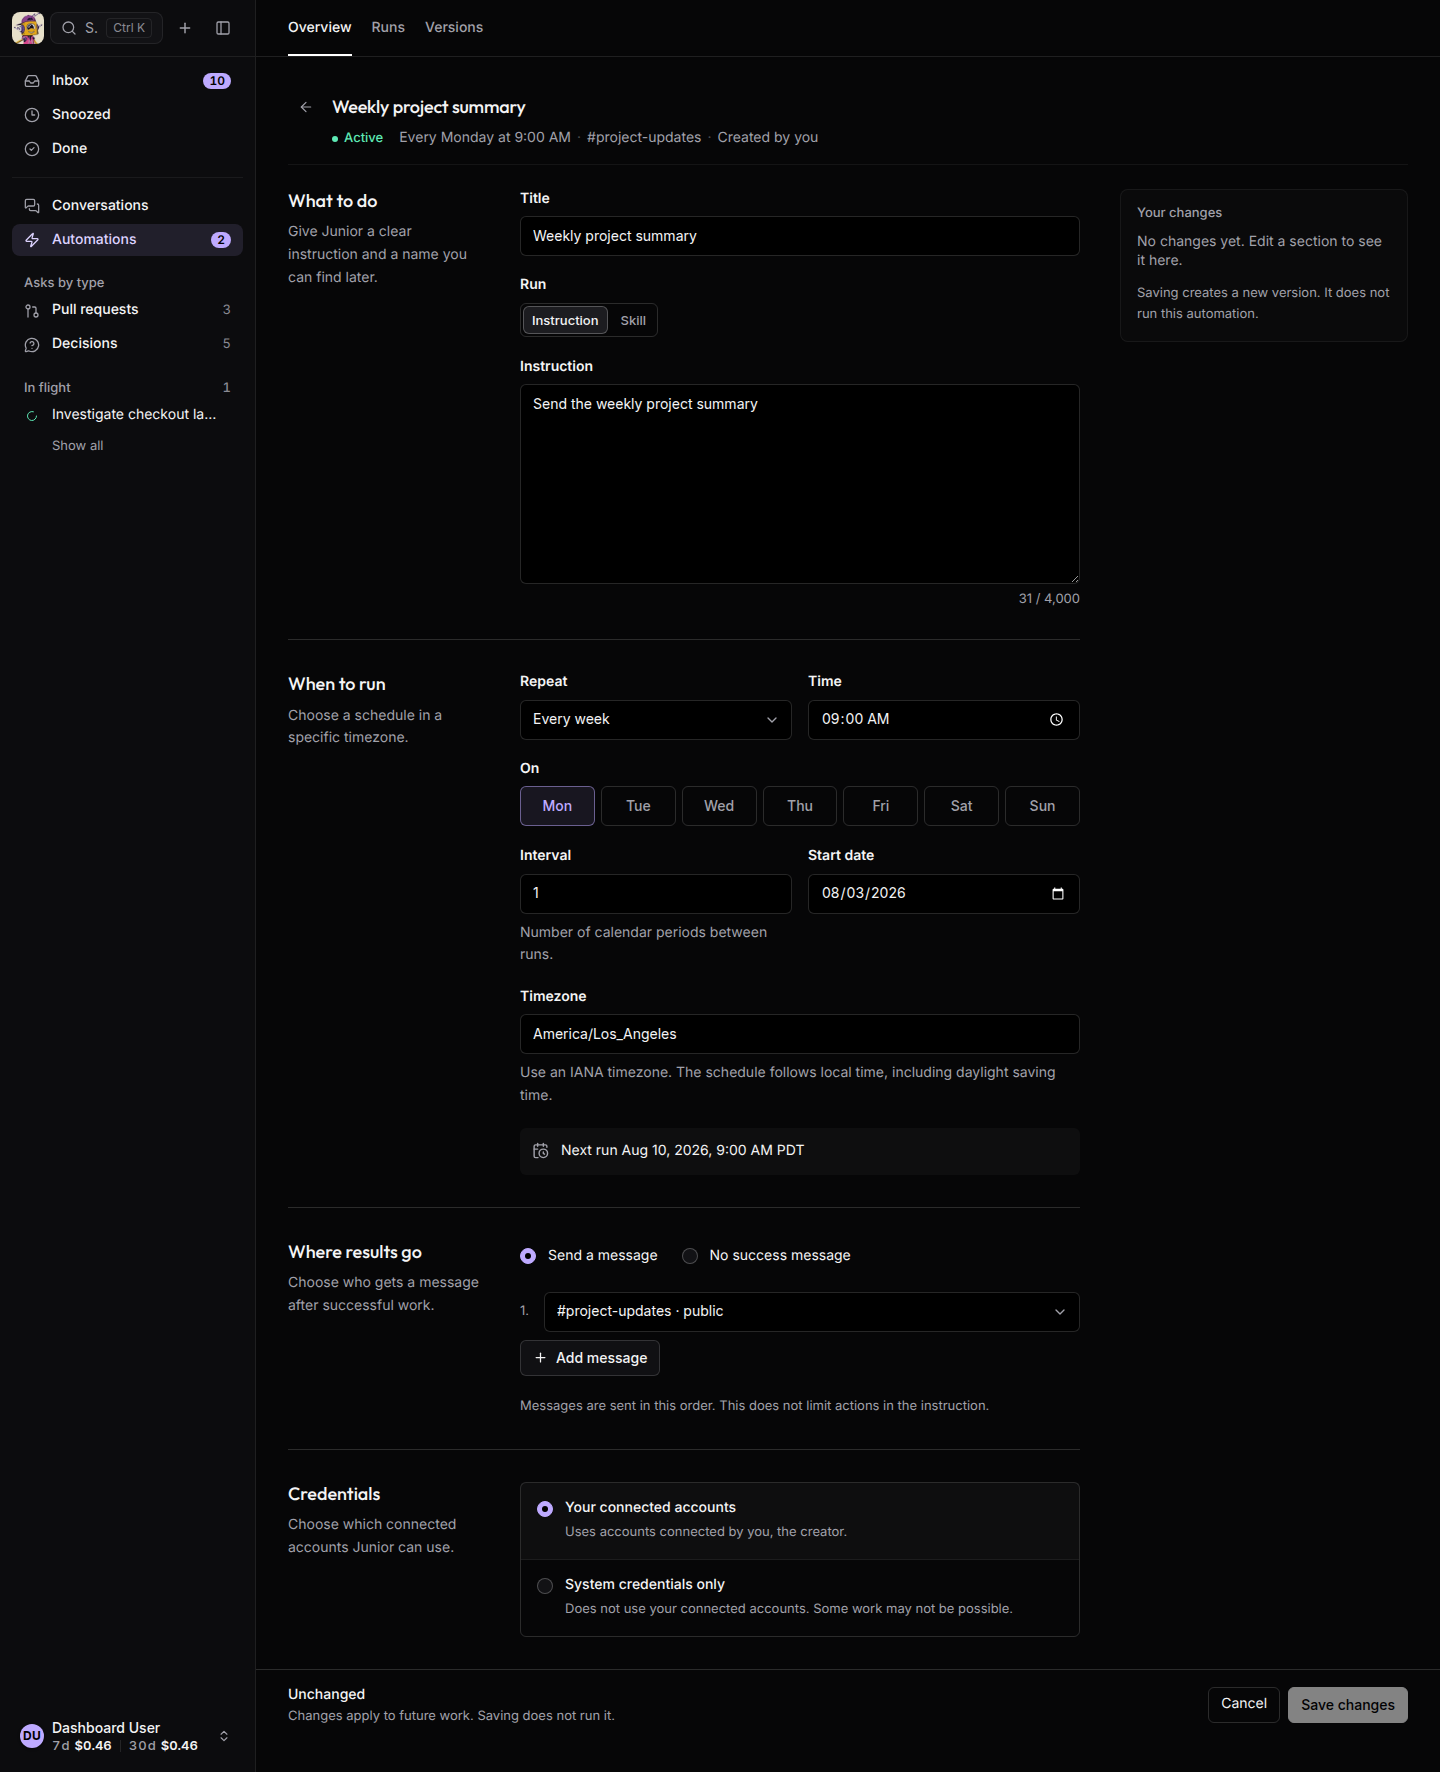 S.
Ctrl K
Inbox
10
Snoozed
Done
Conversations
Automations
2
Asks by type
Pull requests
3
Decisions
5
In flight
1
Investigate checkout la...
Show all
DU
Dashboard User
7d $0.46 | 30d $0.46
Overview
Runs
Versions
Weekly project summary
Active
Every Monday at 9:00 AM · #project-updates · Created by you
What to do
Give Junior a clear
instruction and a name you
can find later.
Title
Weekly project summary
Run
Instruction
Skill
Instruction
Send the weekly project summary
31 / 4,000
Your changes
No changes yet. Edit a section to see
it here.
Saving creates a new version. It does not
run this automation.
When to run
Choose a schedule in a
specific timezone.
Repeat
Every week
Time
09:00 AM
On
Mon
Tue
Wed
Thu
Fri
Sat
Sun
Interval
1
Number of calendar periods between
runs.
Start date
08/03/2026
Timezone
America/Los_Angeles
Use an IANA timezone. The schedule follows local time, including daylight saving
time.
Next run Aug 10, 2026, 9:00 AM PDT
Where results go
Choose who gets a message
after successful work.
Send a message
No success message
1.
#project-updates · public
Add message
Messages are sent in this order. This does not limit actions in the instruction.
Credentials
Choose which connected
accounts Junior can use.
Your connected accounts
Uses accounts connected by you, the creator.
System credentials only
Does not use your connected accounts. Some work may not be possible.
Unchanged
Changes apply to future work. Saving does not run it.
Cancel
Save changes